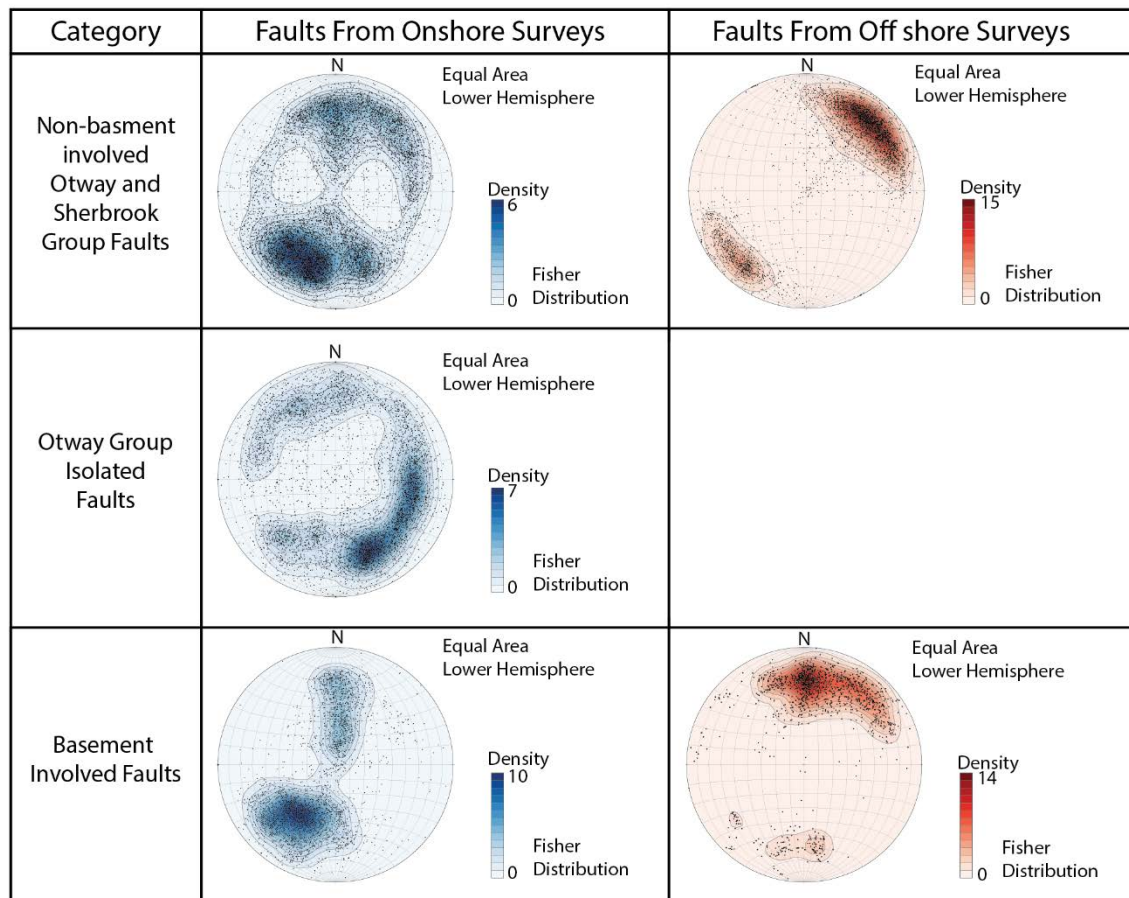 Category
Faults From Onshore Surveys
Faults From Off shore Surveys
Non-basment
involved
Otway and
Sherbrook
Group Faults
N
Equal Area
Lower Hemisphere
Density
6
0
Fisher
Distribution
N
Equal Area
Lower Hemisphere
Density
15
0
Fisher
Distribution
Otway Group
Isolated
Faults
N
Equal Area
Lower Hemisphere
Density
7
0
Fisher
Distribution
Basement
Involved Faults
N
Equal Area
Lower Hemisphere
Density
10
0
Fisher
Distribution
N
Equal Area
Lower Hemisphere
Density
14
0
Fisher
Distribution